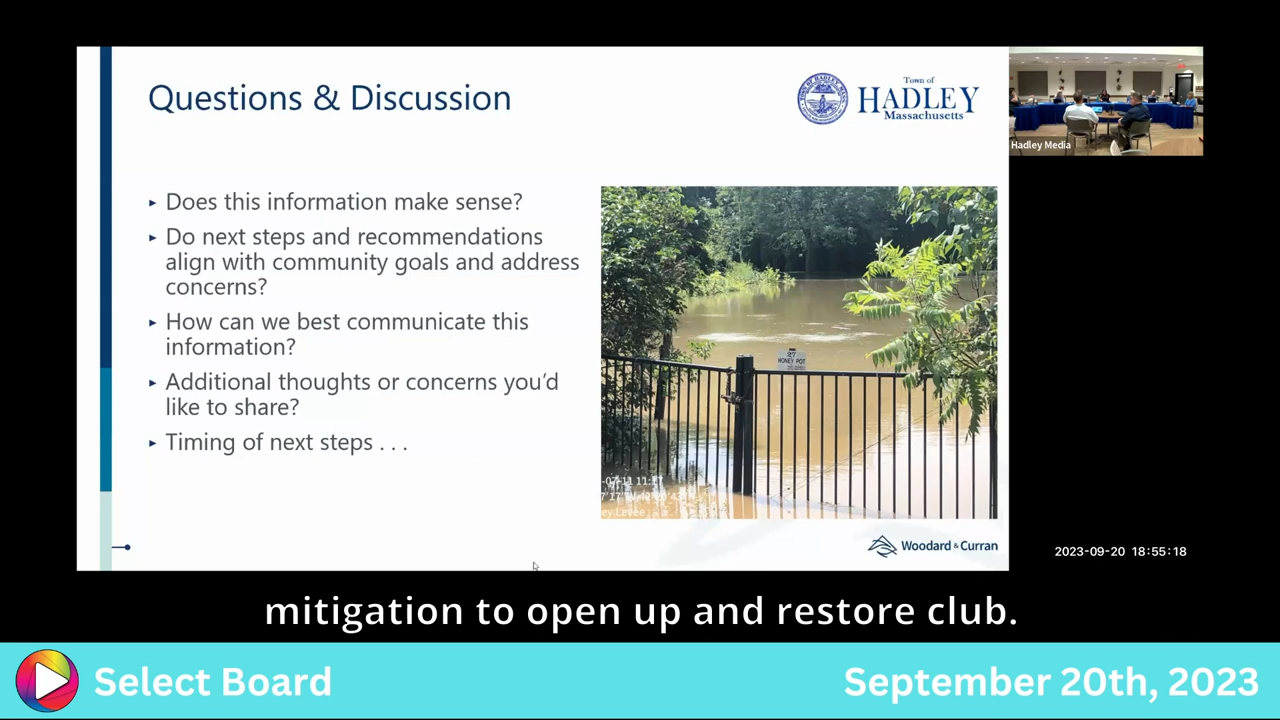 Questions & Discussion
Town of
HADLEY
Massachusetts
Hadley Media
▸ Does this information make sense?
▸ Do next steps and recommendations
align with community goals and address
concerns?
▸ How can we best communicate this
information?
▸ Additional thoughts or concerns you'd
like to share?
▸ Timing of next steps . . .
27
HONEY POT
Woodard & Curran
2023-09-20 18:55:18
mitigation to open up and restore club.
Select Board
September 20th, 2023